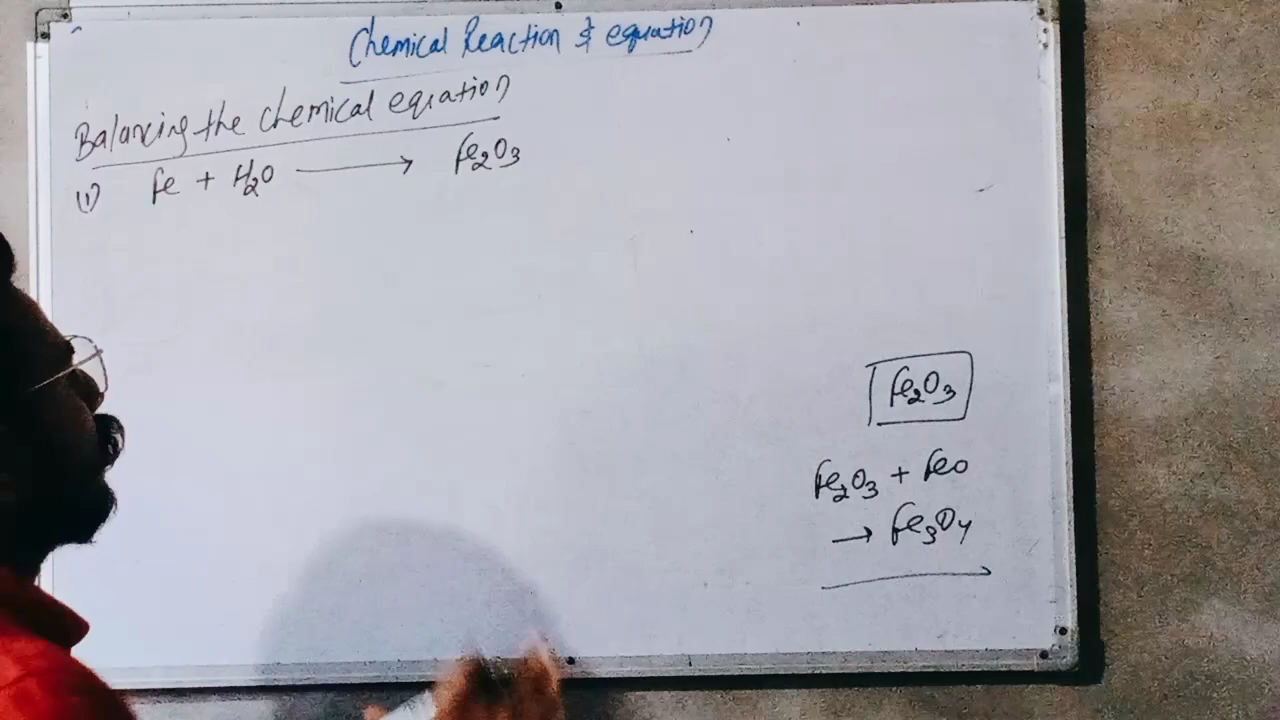 Chemical Reaction & equation
Balancing the chemical equation
(1) Fe + H₂O ⟶ Fe₂O₃
Fe₂O₃
Fe₂O₃ + FeO
→ Fe₃O₄